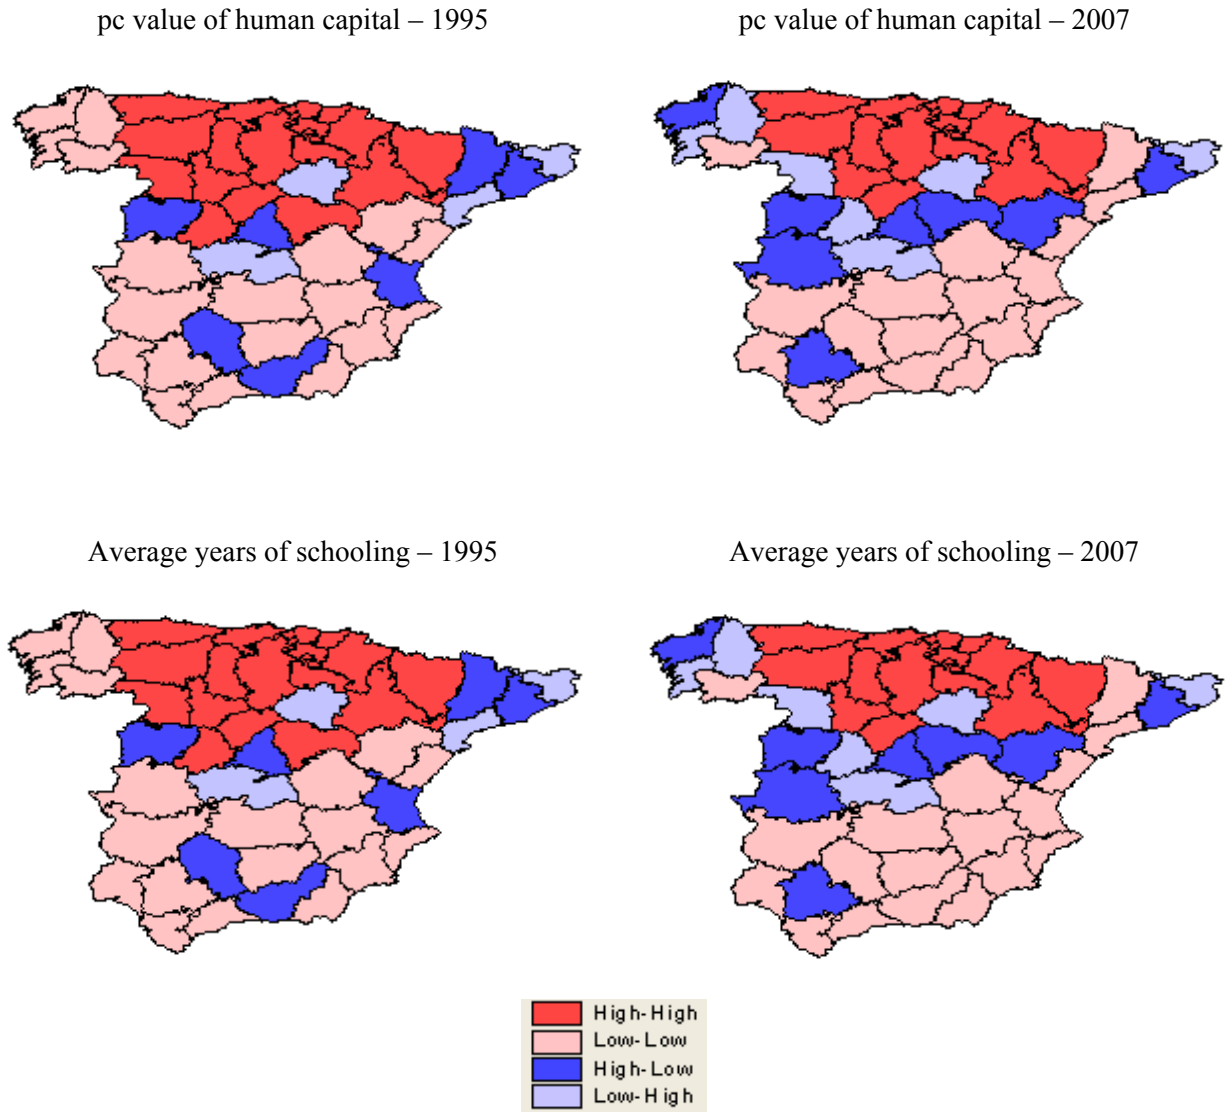 pc value of human capital – 1995
pc value of human capital – 2007
Average years of schooling – 1995
Average years of schooling – 2007
High-High
Low-Low
High-Low
Low-High